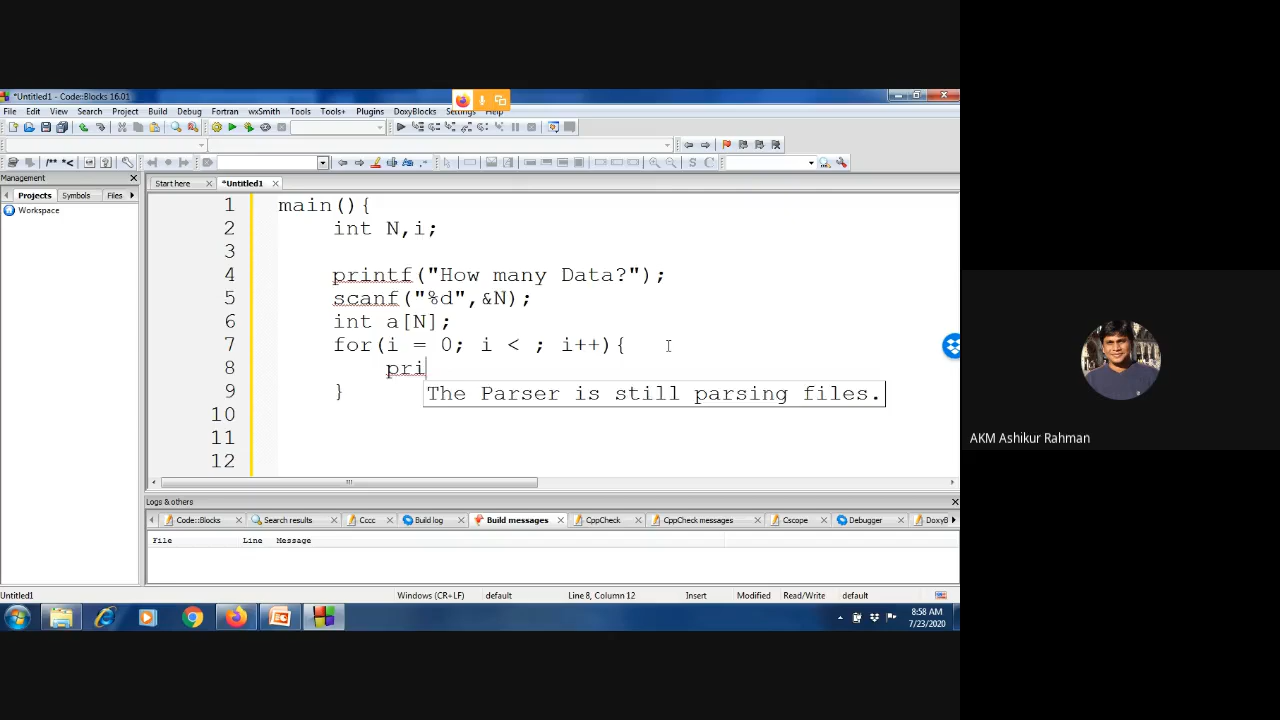 *Untitled1 - Code::Blocks 16.01
File Edit View Search Project Build Debug Fortran wxSmith Tools Tools+ Plugins DoxyBlocks Settings Help
/** *<
S C
Management
Start here *Untitled1
Projects Symbols Files
Workspace
1 main(){
2 int N,i;
3
4 printf("How many Data?");
5 scanf("%d",&N);
6 int a[N];
7 for(i = 0; i < ; i++){
8 pri
The Parser is still parsing files.
9 }
10
11
12
AKM Ashikur Rahman
Logs & others
Code::Blocks Search results Cccc Build log Build messages CppCheck CppCheck messages Cscope Debugger DoxyB
File Line Message
Untitled1 Windows (CR+LF) default Line 8, Column 12 Insert Modified Read/Write default
8:58 AM
7/23/2020